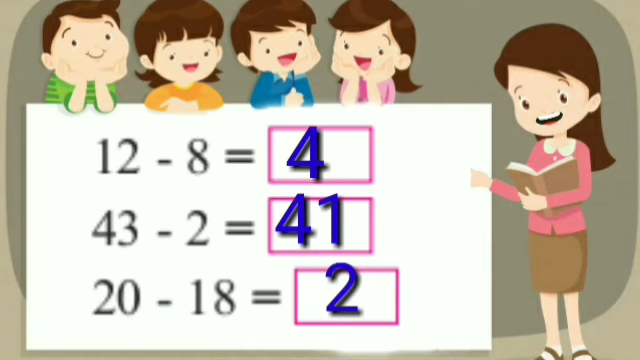 12 - 8 = 4
43 - 2 = 41
20 - 18 = 2